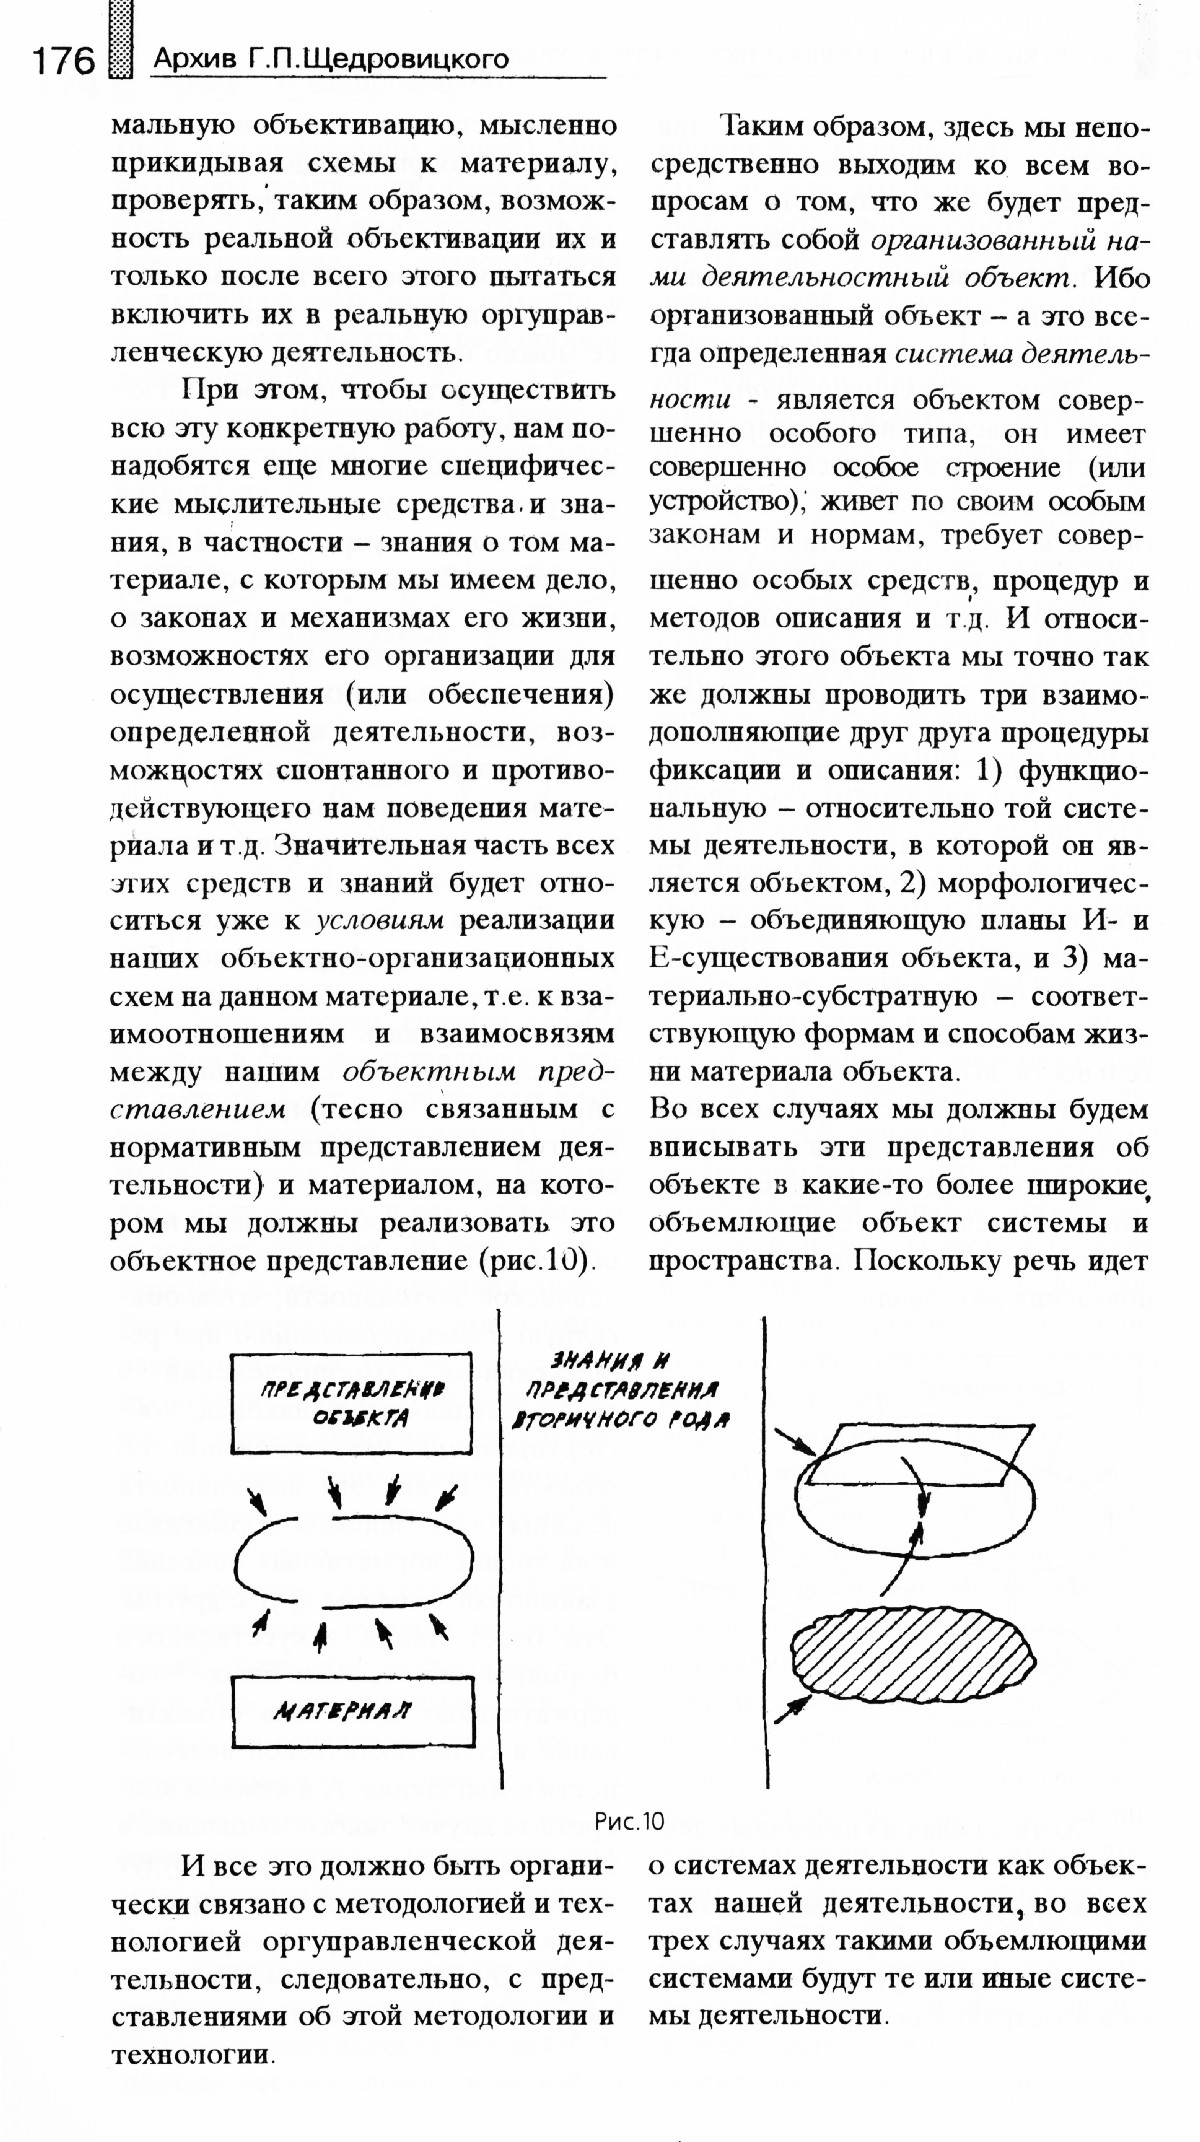 176
Архив Г.П.Щедровицкого
мальную объективацию, мысленно
прикидывая схемы к материалу,
проверять, таким образом, возмож-
ность реальной объективации их и
только после всего этого пытаться
включить их в реальную оргуправ-
ленческую деятельность.
При этом, чтобы осуществить
всю эту конкретную работу, нам по-
надобятся еще многие специфичес-
кие мыслительные средства и зна-
ния, в частности – знания о том ма-
териале, с которым мы имеем дело,
о законах и механизмах его жизни,
возможностях его организации для
осуществления (или обеспечения)
определенной деятельности, воз-
можностях спонтанного и противо-
действующего нам поведения мате-
риала и т.д. Значительная часть всех
этих средств и знаний будет отно-
ситься уже к условиям реализации
наших объектно-организационных
схем на данном материале, т.е. к вза-
имоотношениям и взаимосвязям
между нашим объектным пред-
ставлением (тесно связанным с
нормативным представлением дея-
тельности) и материалом, на кото-
ром мы должны реализовать это
объектное представление (рис.10).
Таким образом, здесь мы непо-
средственно выходим ко всем во-
просам о том, что же будет пред-
ставлять собой организованный на-
ми деятельностный объект. Ибо
организованный объект – а это все-
гда определенная система деятель-
ности - является объектом совер-
шенно особого типа, он имеет
совершенно особое строение (или
устройство), живет по своим особым
законам и нормам, требует совер-
шенно особых средств, процедур и
методов описания и т.д. И относи-
тельно этого объекта мы точно так
же должны проводить три взаимо-
дополняющие друг друга процедуры
фиксации и описания: 1) функцио-
нальную – относительно той систе-
мы деятельности, в которой он яв-
ляется объектом, 2) морфологичес-
кую – объединяющую планы И- и
Е-существования объекта, и 3) ма-
териально-субстратную – соответ-
ствующую формам и способам жиз-
ни материала объекта.
Во всех случаях мы должны будем
вписывать эти представления об
объекте в какие-то более широкие,
объемлющие объект системы и
пространства. Поскольку речь идет
ПРЕДСТАВЛЕНИЕ
ОБЪЕКТА
МАТЕРИАЛ
ЗНАНИЯ И
ПРЕДСТАВЛЕНИЯ
ВТОРИЧНОГО РОДА
Рис.10
И все это должно быть органи-
чески связано с методологией и тех-
нологией оргуправленческой дея-
тельности, следовательно, с пред-
ставлениями об этой методологии и
технологии.
о системах деятельности как объек-
тах нашей деятельности, во всех
трех случаях такими объемлющими
системами будут те или иные систе-
мы деятельности.